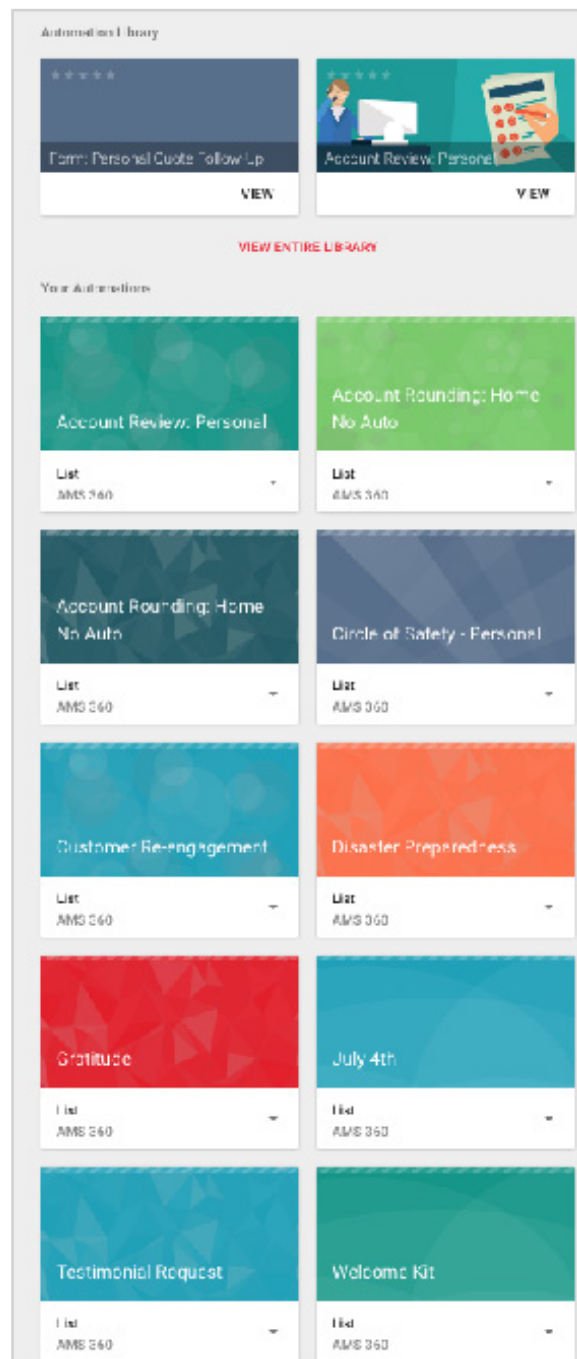 Automation Library
Form: Personal Quote Follow Up
Account Review: Personal
VIEW
VIEW
VIEW ENTIRE LIBRARY
Your Automations
Account Review: Personal
Account Rounding: Home
No Auto
List
AMS 360
List
AMS 360
Account Rounding: Home
No Auto
Circle of Safety - Personal
List
AMS 360
List
AMS 360
Customer Re-engagement
Disaster Preparedness
List
AMS 360
List
AMS 360
Gratitude
July 4th
List
AMS 360
List
AMS 360
Testimonial Request
Welcome Kit
List
AMS 360
List
AMS 360